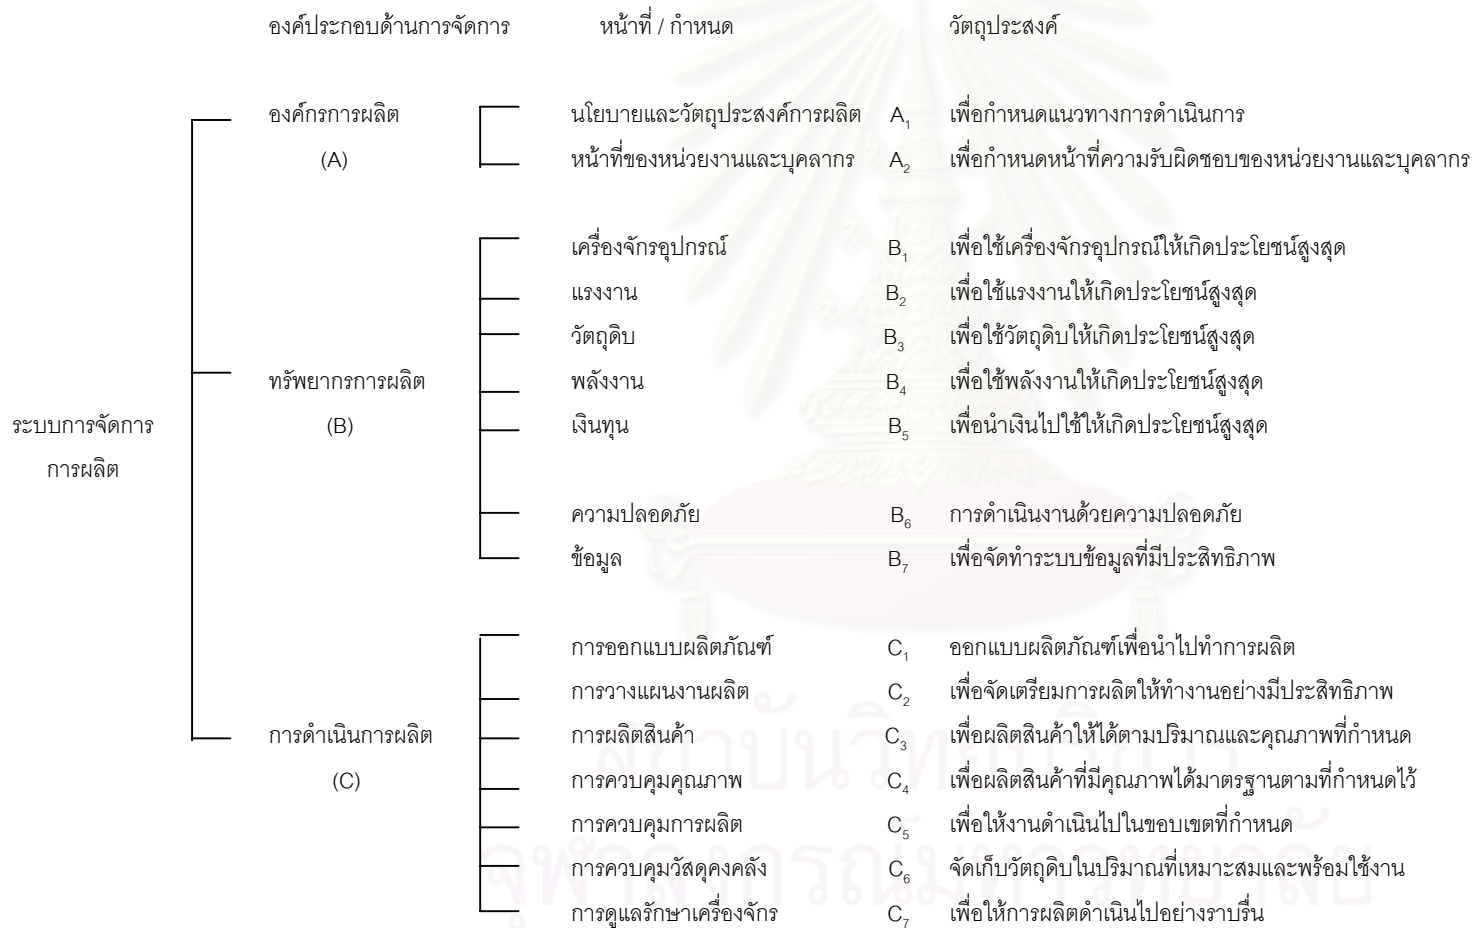 องค์ประกอบด้านการจัดการ หน้าที่ / กำหนด วัตถุประสงค์
องค์กรการผลิต นโยบายและวัตถุประสงค์การผลิต A1 เพื่อกำหนดแนวทางการดำเนินการ
(A) หน้าที่ของหน่วยงานและบุคลากร A2 เพื่อกำหนดหน้าที่ความรับผิดชอบของหน่วยงานและบุคลากร
เครื่องจักรอุปกรณ์ B1 เพื่อใช้เครื่องจักรอุปกรณ์ให้เกิดประโยชน์สูงสุด
แรงงาน B2 เพื่อใช้แรงงานให้เกิดประโยชน์สูงสุด
วัตถุดิบ B3 เพื่อใช้วัตถุดิบให้เกิดประโยชน์สูงสุด
ทรัพยากรการผลิต พลังงาน B4 เพื่อใช้พลังงานให้เกิดประโยชน์สูงสุด
ระบบการจัดการ (B) เงินทุน B5 เพื่อนำเงินไปใช้ให้เกิดประโยชน์สูงสุด
การผลิต
ความปลอดภัย B6 การดำเนินงานด้วยความปลอดภัย
ข้อมูล B7 เพื่อจัดทำระบบข้อมูลที่มีประสิทธิภาพ
การออกแบบผลิตภัณฑ์ C1 ออกแบบผลิตภัณฑ์เพื่อนำไปทำการผลิต
การวางแผนงานผลิต C2 เพื่อจัดเตรียมการผลิตให้ทำงานอย่างมีประสิทธิภาพ
การดำเนินการผลิต การผลิตสินค้า C3 เพื่อผลิตสินค้าให้ได้ตามปริมาณและคุณภาพที่กำหนด
(C) การควบคุมคุณภาพ C4 เพื่อผลิตสินค้าที่มีคุณภาพได้มาตรฐานตามที่กำหนดไว้
การควบคุมการผลิต C5 เพื่อให้งานดำเนินไปในขอบเขตที่กำหนด
การควบคุมวัสดุคงคลัง C6 จัดเก็บวัตถุดิบในปริมาณที่เหมาะสมและพร้อมใช้งาน
การดูแลรักษาเครื่องจักร C7 เพื่อให้การผลิตดำเนินไปอย่างราบรื่น
สถาบันวิทยบริการ
จุฬาลงกรณ์มหาวิทยาลัย